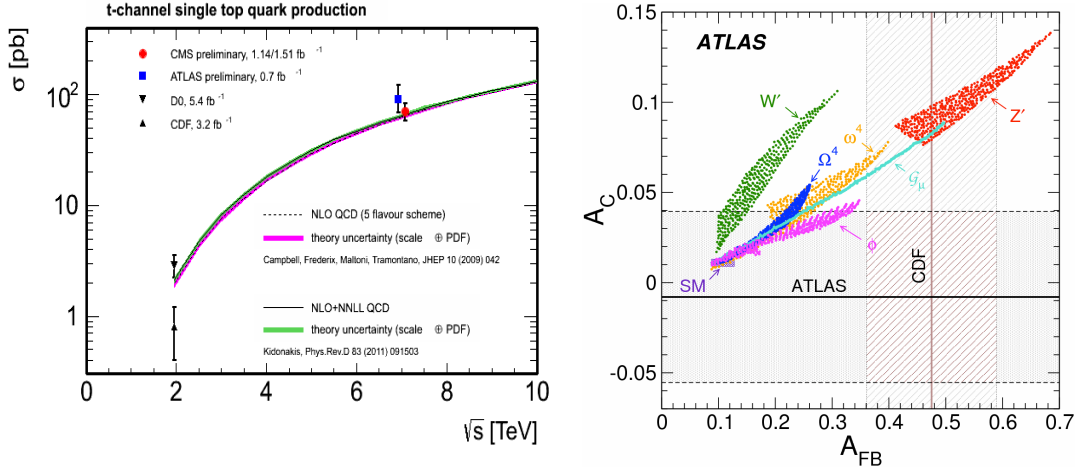 t-channel single top quark production
σ [pb]
CMS preliminary, 1.14/1.51 fb⁻¹
ATLAS preliminary, 0.7 fb⁻¹
D0, 5.4 fb⁻¹
CDF, 3.2 fb⁻¹
10²
10
1
NLO QCD (5 flavour scheme)
theory uncertainty (scale ⊕ PDF)
Campbell, Frederix, Maltoni, Tramontano, JHEP 10 (2009) 042
NLO+NNLL QCD
theory uncertainty (scale ⊕ PDF)
Kidonakis, Phys.Rev.D 83 (2011) 091503
0 2 4 6 8 10
√s [TeV]
A_C
0.15
0.1
0.05
0
-0.05
ATLAS
W′
Ω⁴
ω⁴
Z′
𝒢_μ
ϕ
SM
ATLAS
CDF
0 0.1 0.2 0.3 0.4 0.5 0.6 0.7
A_FB